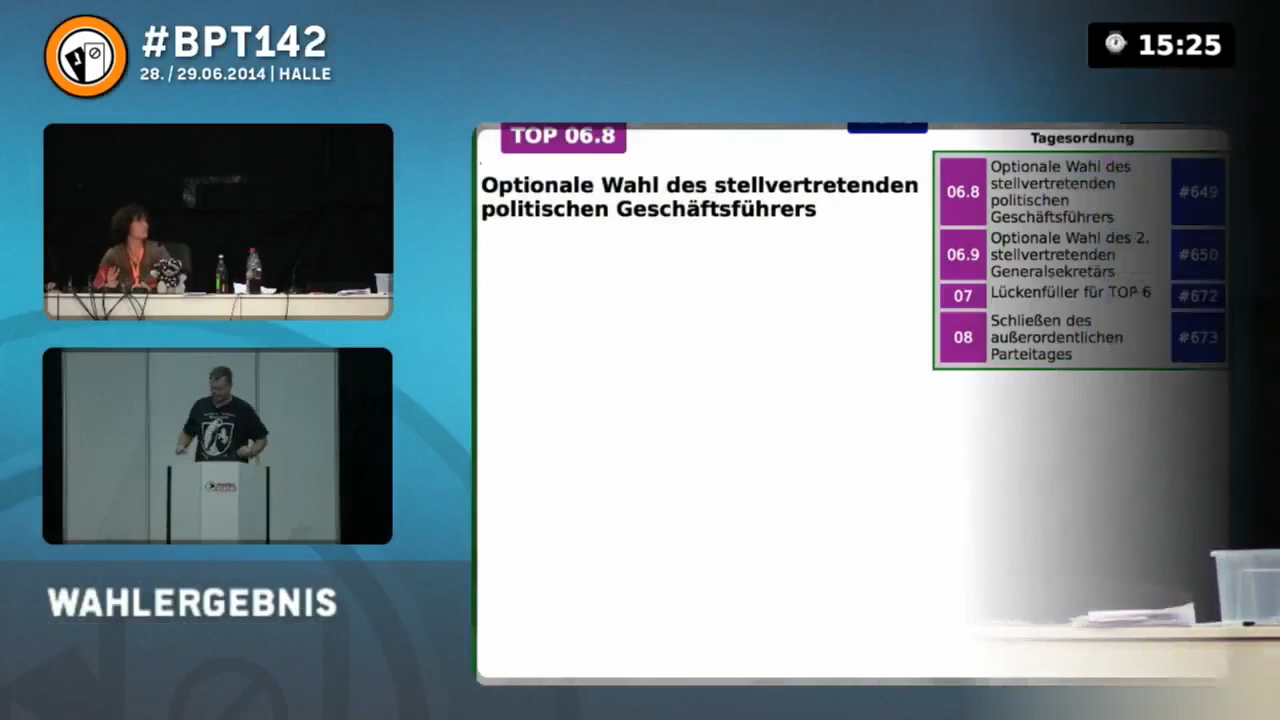 #BPT142
28. / 29.06.2014 | HALLE
15:25
TOP 06.8
Optionale Wahl des stellvertretenden
politischen Geschäftsführers
Tagesordnung
06.8
Optionale Wahl des
stellvertretenden
politischen
Geschäftsführers
#649
06.9
Optionale Wahl des 2.
stellvertretenden
Generalsekretärs
#650
07
Lückenfüller für TOP 6
#672
08
Schließen des
außerordentlichen
Parteitages
#673
WAHLERGEBNIS